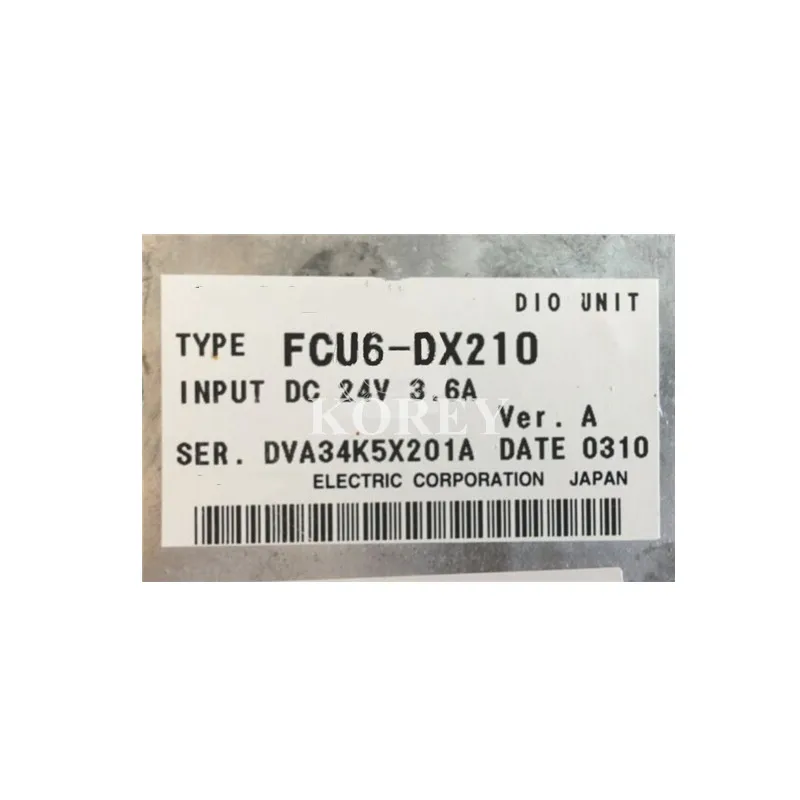 DIO UNIT
TYPE FCU6-DX210
INPUT DC 24V 3.6A
KOREY
Ver. A
SER. DVA34K5X201A DATE 0310
ELECTRIC CORPORATION JAPAN